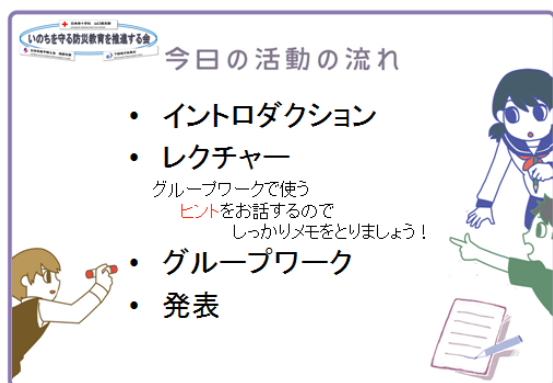 いのちを守る防災教育を推進する会
今日の活動の流れ
• イントロダクション
• レクチャー
グループワークで使う
ヒントをお話するので
しっかりメモをとりましょう！
• グループワーク
• 発表